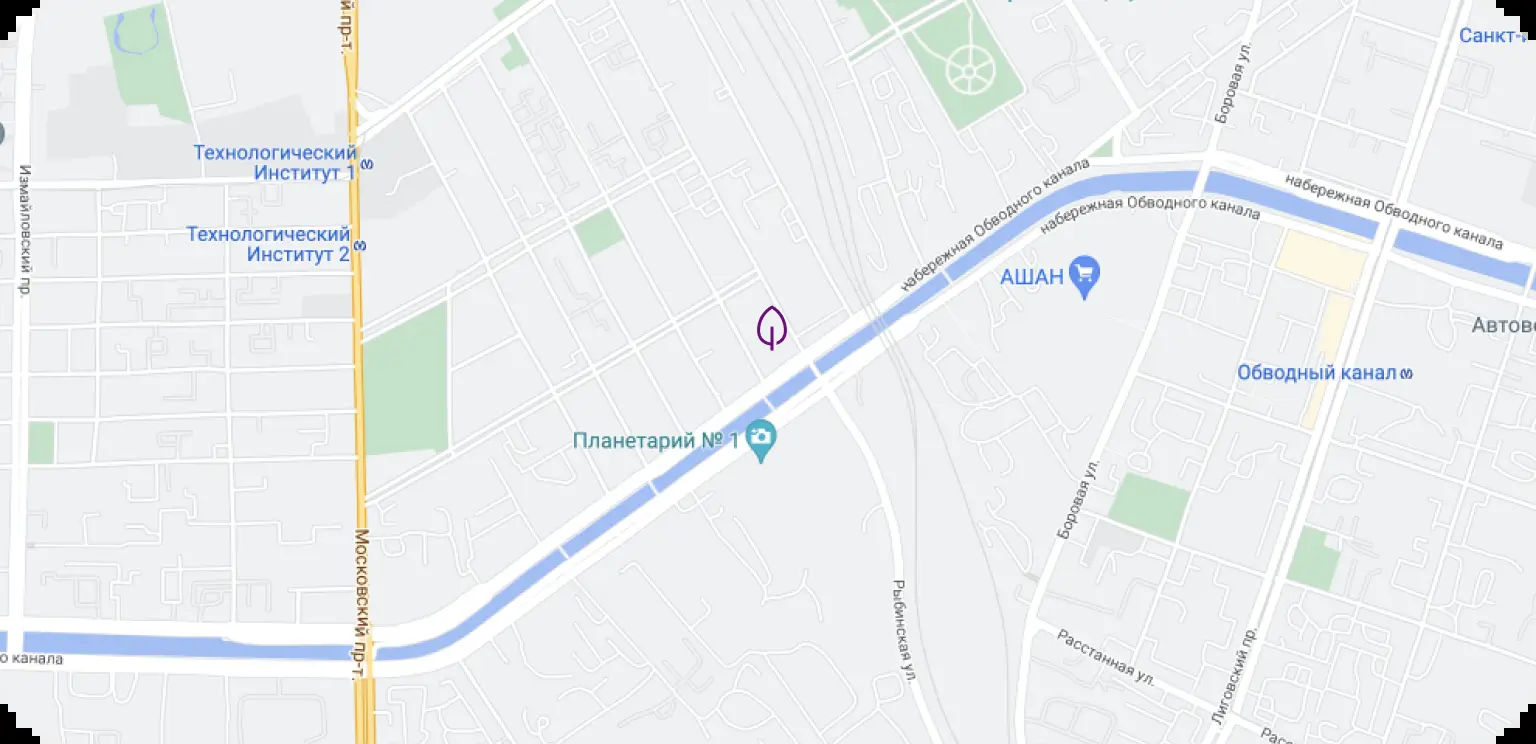 й пр-т.
Санкт-
Боровая ул.
Технологический
Институт 1
Измайловский пр.
набережная Обводного канала
набережная Обводного канала
набережная Обводного канала
Технологический
Институт 2
АШАН
Автово
Обводный канал
Планетарий № 1
Боровая ул.
Московский пр-т.
Рыбинская ул.
о канала
Расстанная ул.
Лиговский пр.
Расс